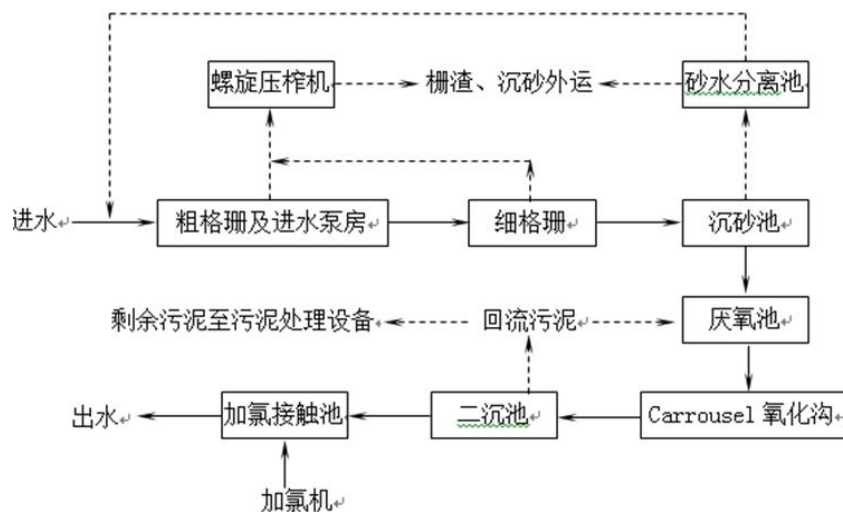 螺旋压榨机
栅渣、沉砂外运
砂水分离池
进水
粗格珊及进水泵房
细格珊
沉砂池
剩余污泥至污泥处理设备
回流污泥
厌氧池
出水
加氯接触池
二沉池
Carrousel 氧化沟
加氯机